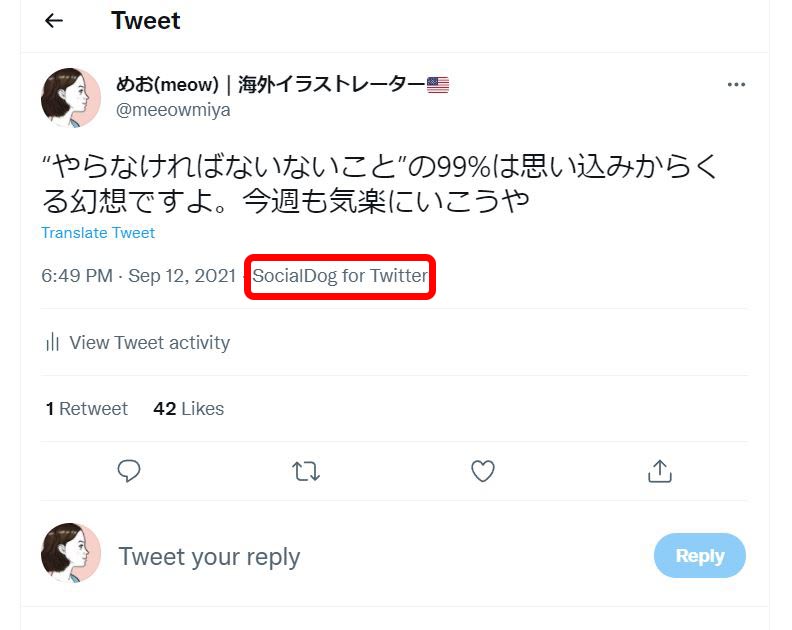 Tweet
めお(meow)｜海外イラストレーター🇺🇸
@meeowmiya
“やらなければないないこと”の99%は思い込みからく
る幻想ですよ。今週も気楽にいこうや
Translate Tweet
6:49 PM · Sep 12, 2021 · SocialDog for Twitter
View Tweet activity
1 Retweet 42 Likes
Tweet your reply
Reply